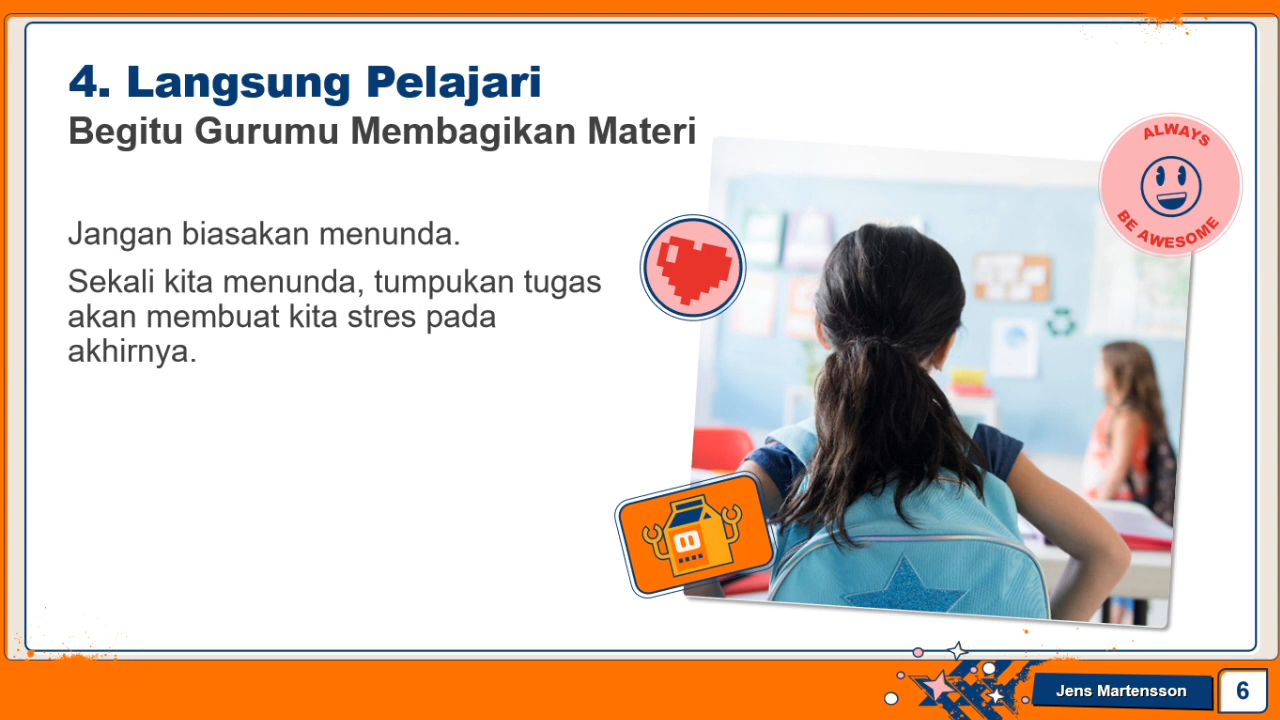 4. Langsung Pelajari
Begitu Gurumu Membagikan Materi
Jangan biasakan menunda.
Sekali kita menunda, tumpukan tugas
akan membuat kita stres pada
akhirnya.
ALWAYS
BE AWESOME
Jens Martensson
6